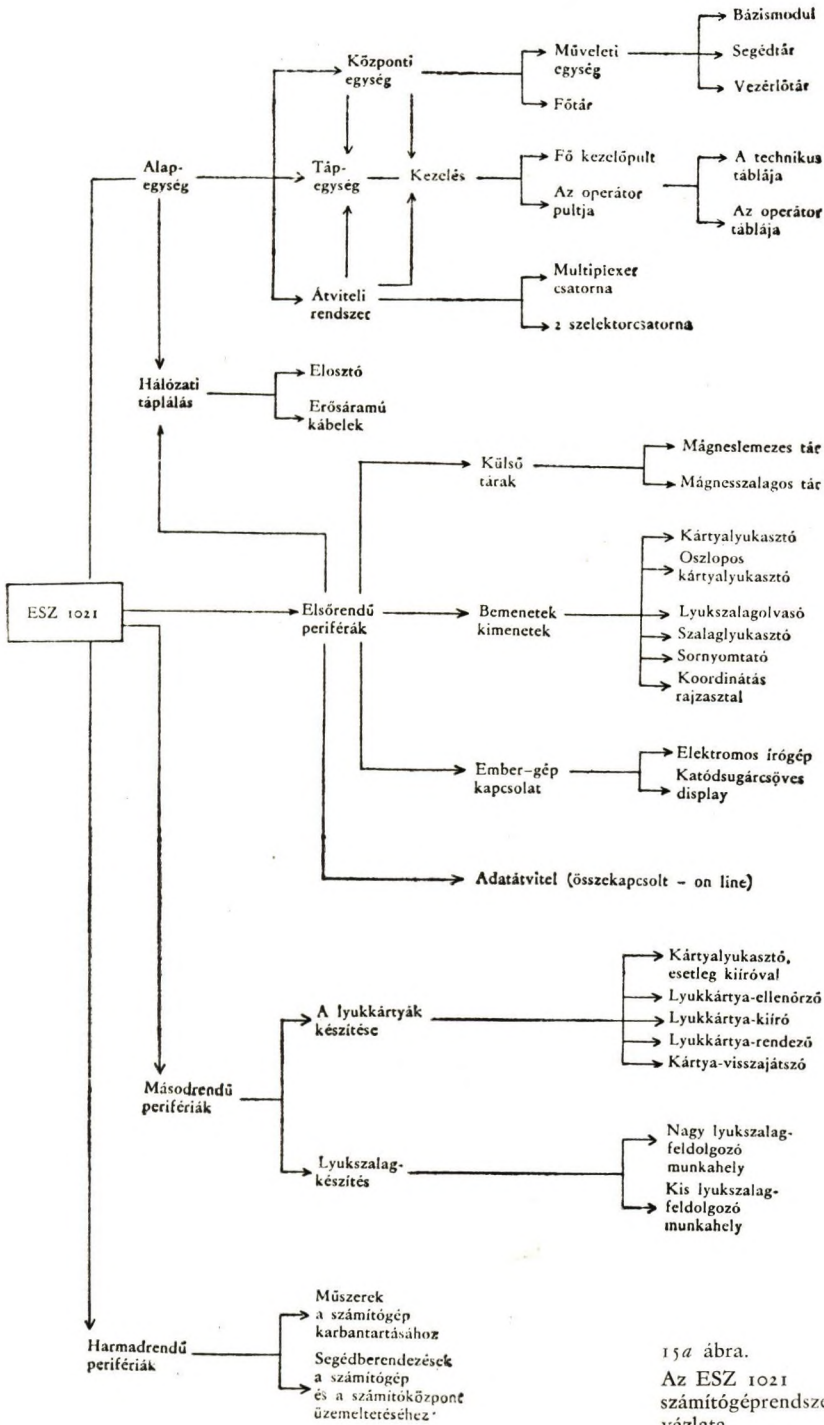 Bázismodul
Segédtár
Vezérlőtár
Műveleti
egység
Főtár
Központi
egység
Alap-
egység
Táp-
egység
Kezelés
Fő kezelőpult
Az operátor
pultja
A technikus
táblája
Az operátor
táblája
Átviteli
rendszer
Multiplexer
csatorna
2 szelektorcsatorna
Hálózati
táplálás
Elosztó
Erősáramú
kábelek
Külső
tárak
Mágneslemezes tár
Mágnesszalagos tár
ESZ 1021
Elsőrendű
periférák
Bemenetek
kimenetek
Kártyalyukasztó
Oszlopos
kártyalyukasztó
Lyukszalagolvasó
Szalaglyukasztó
Sornyomtató
Koordinátás
rajzasztal
Ember–gép
kapcsolat
Elektromos írógép
Katódsugárcsöves
display
Adatátvitel (összekapcsolt – on line)
A lyukkártyák
készítése
Kártyalyukasztó,
esetleg kiíróval
Lyukkártya-ellenőrző
Lyukkártya-kiíró
Lyukkártya-rendező
Kártya-visszajátszó
Másodrendű
perifériák
Lyukszalag-
készítés
Nagy lyukszalag-
feldolgozó
munkahely
Kis lyukszalag-
feldolgozó
munkahely
Harmadrendű
perifériák
Műszerek
a számítógép
karbantartásához
Segédberendezések
a számítógép
és a számítóközpont
üzemeltetéséhez
15a ábra.
Az ESZ 1021